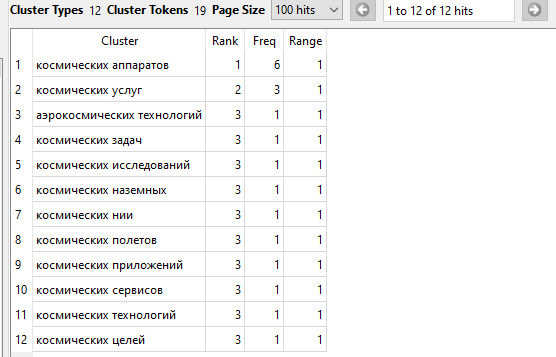 Cluster Types 12 Cluster Tokens 19 Page Size 100 hits 1 to 12 of 12 hits
Cluster Rank Freq Range
1 космических аппаратов 1 6 1
2 космических услуг 2 3 1
3 аэрокосмических технологий 3 1 1
4 космических задач 3 1 1
5 космических исследований 3 1 1
6 космических наземных 3 1 1
7 космических нии 3 1 1
8 космических полетов 3 1 1
9 космических приложений 3 1 1
10 космических сервисов 3 1 1
11 космических технологий 3 1 1
12 космических целей 3 1 1